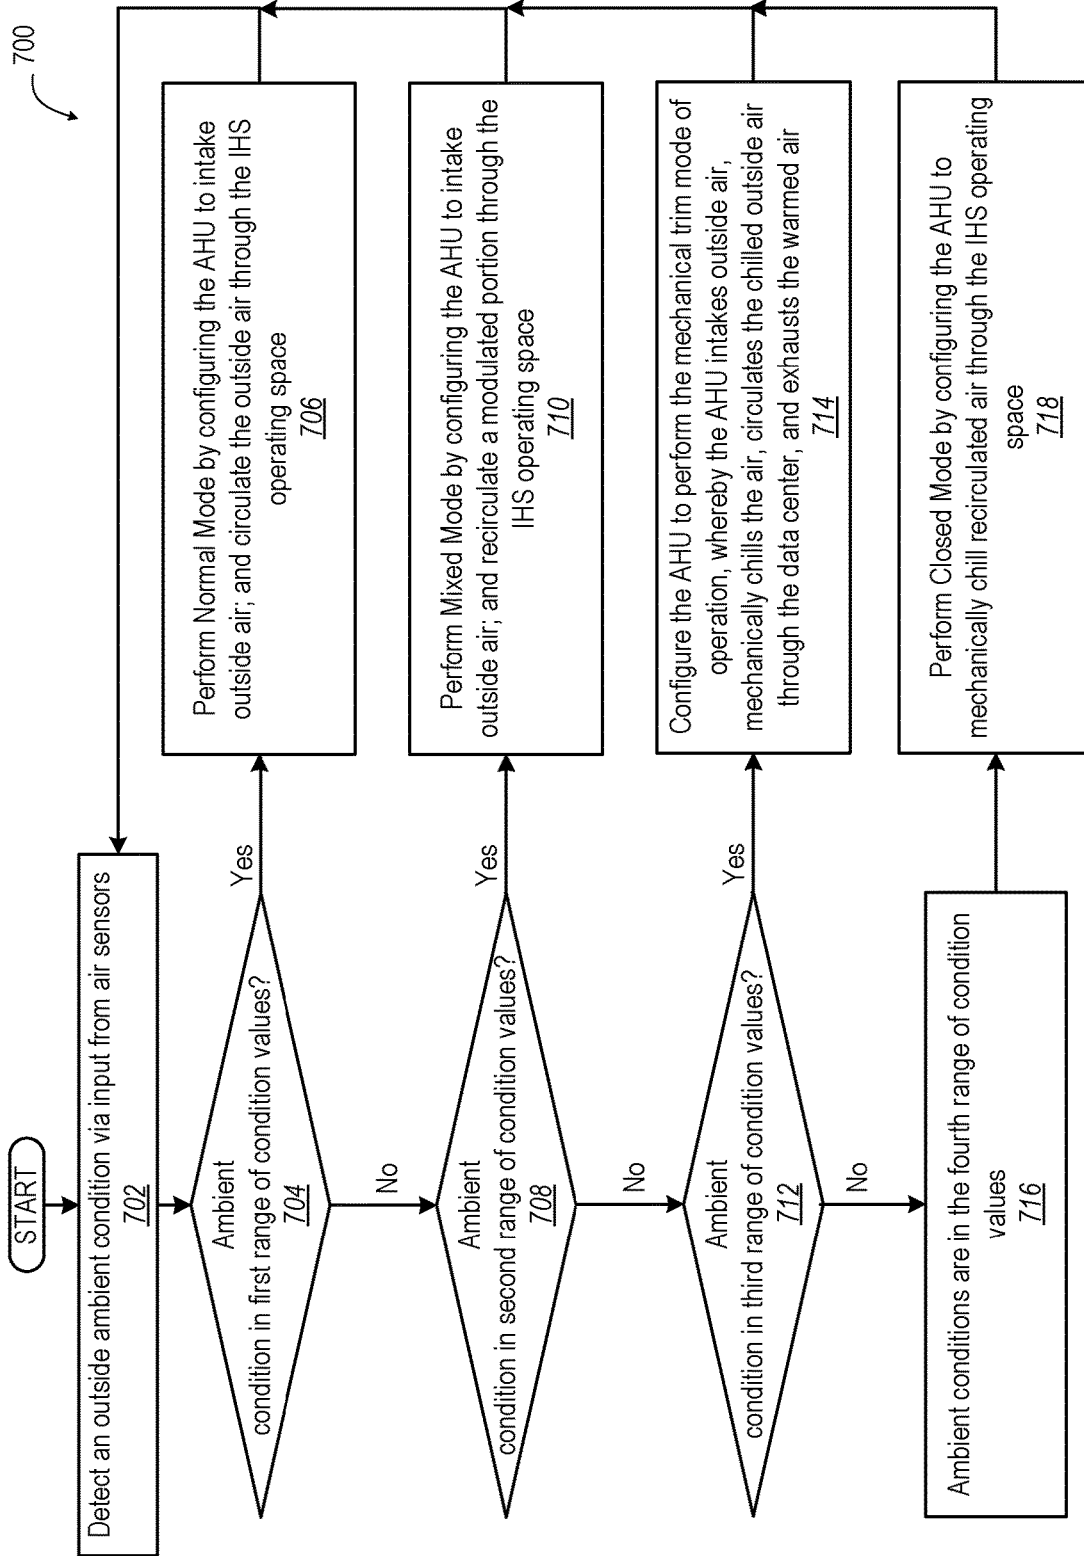 700
START
Detect an outside ambient condition via input from air sensors
702
Ambient
condition in first range of condition values?
704
Yes
No
Perform Normal Mode by configuring the AHU to intake
outside air; and circulate the outside air through the IHS
operating space
706
Ambient
condition in second range of condition values?
708
Yes
No
Perform Mixed Mode by configuring the AHU to intake
outside air; and recirculate a modulated portion through the
IHS operating space
710
Ambient
condition in third range of condition values?
712
Yes
No
Configure the AHU to perform the mechanical trim mode of
operation, whereby the AHU intakes outside air,
mechanically chills the air, circulates the chilled outside air
through the data center, and exhausts the warmed air
714
Ambient conditions are in the fourth range of condition
values
716
Perform Closed Mode by configuring the AHU to
mechanically chill recirculated air through the IHS operating
space
718